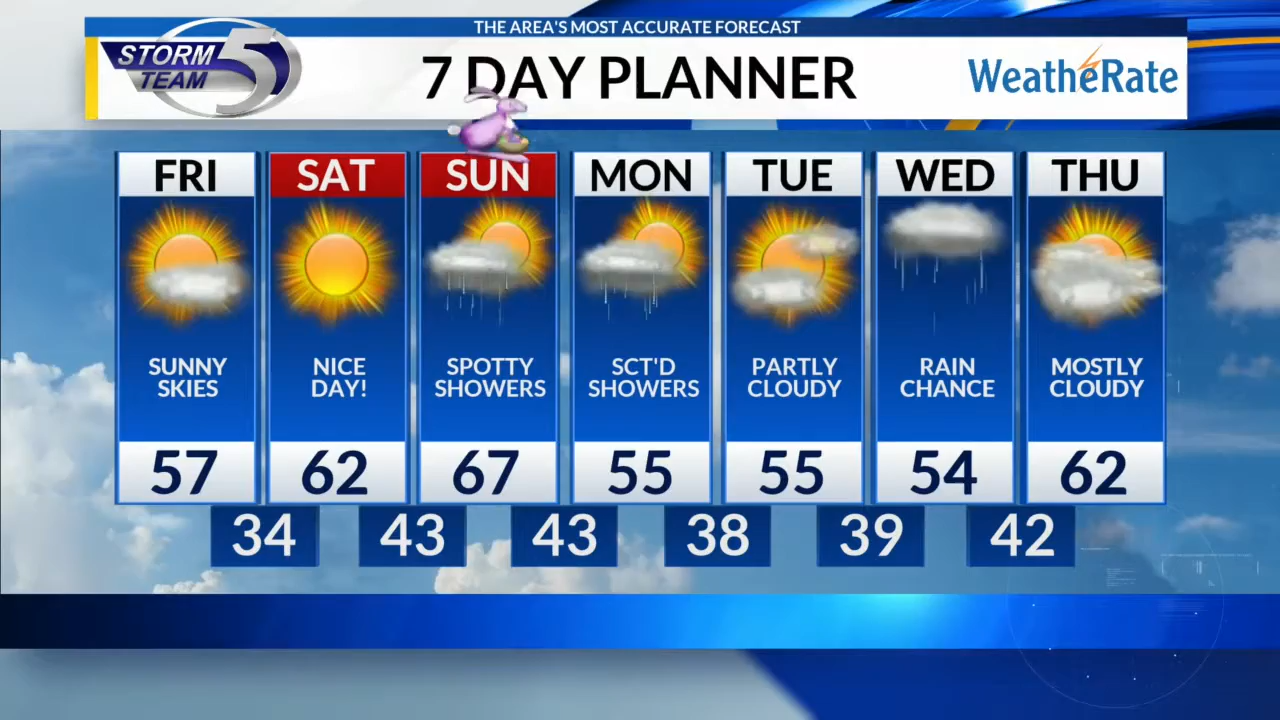 THE AREA'S MOST ACCURATE FORECAST
STORM TEAM 5
7 DAY PLANNER
WeatheRate
FRI SAT SUN MON TUE WED THU
SUNNY SKIES
NICE DAY!
SPOTTY SHOWERS
SCT'D SHOWERS
PARTLY CLOUDY
RAIN CHANCE
MOSTLY CLOUDY
57 62 67 55 55 54 62
34 43 43 38 39 42